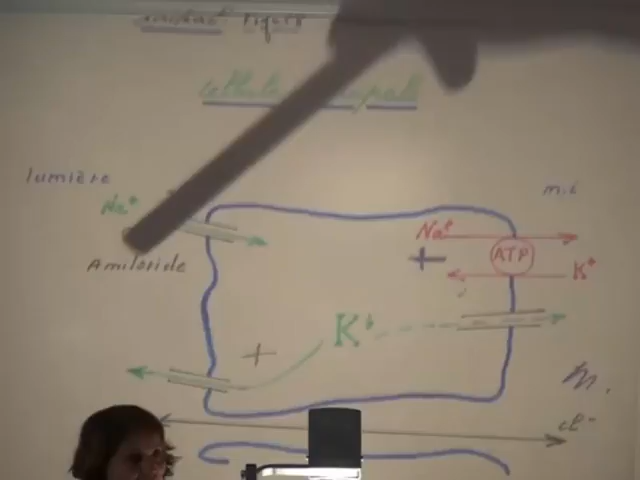 lumière
m.i
Na+
Na+
+
ATP
Amiloride
K+
K+
+
cl-